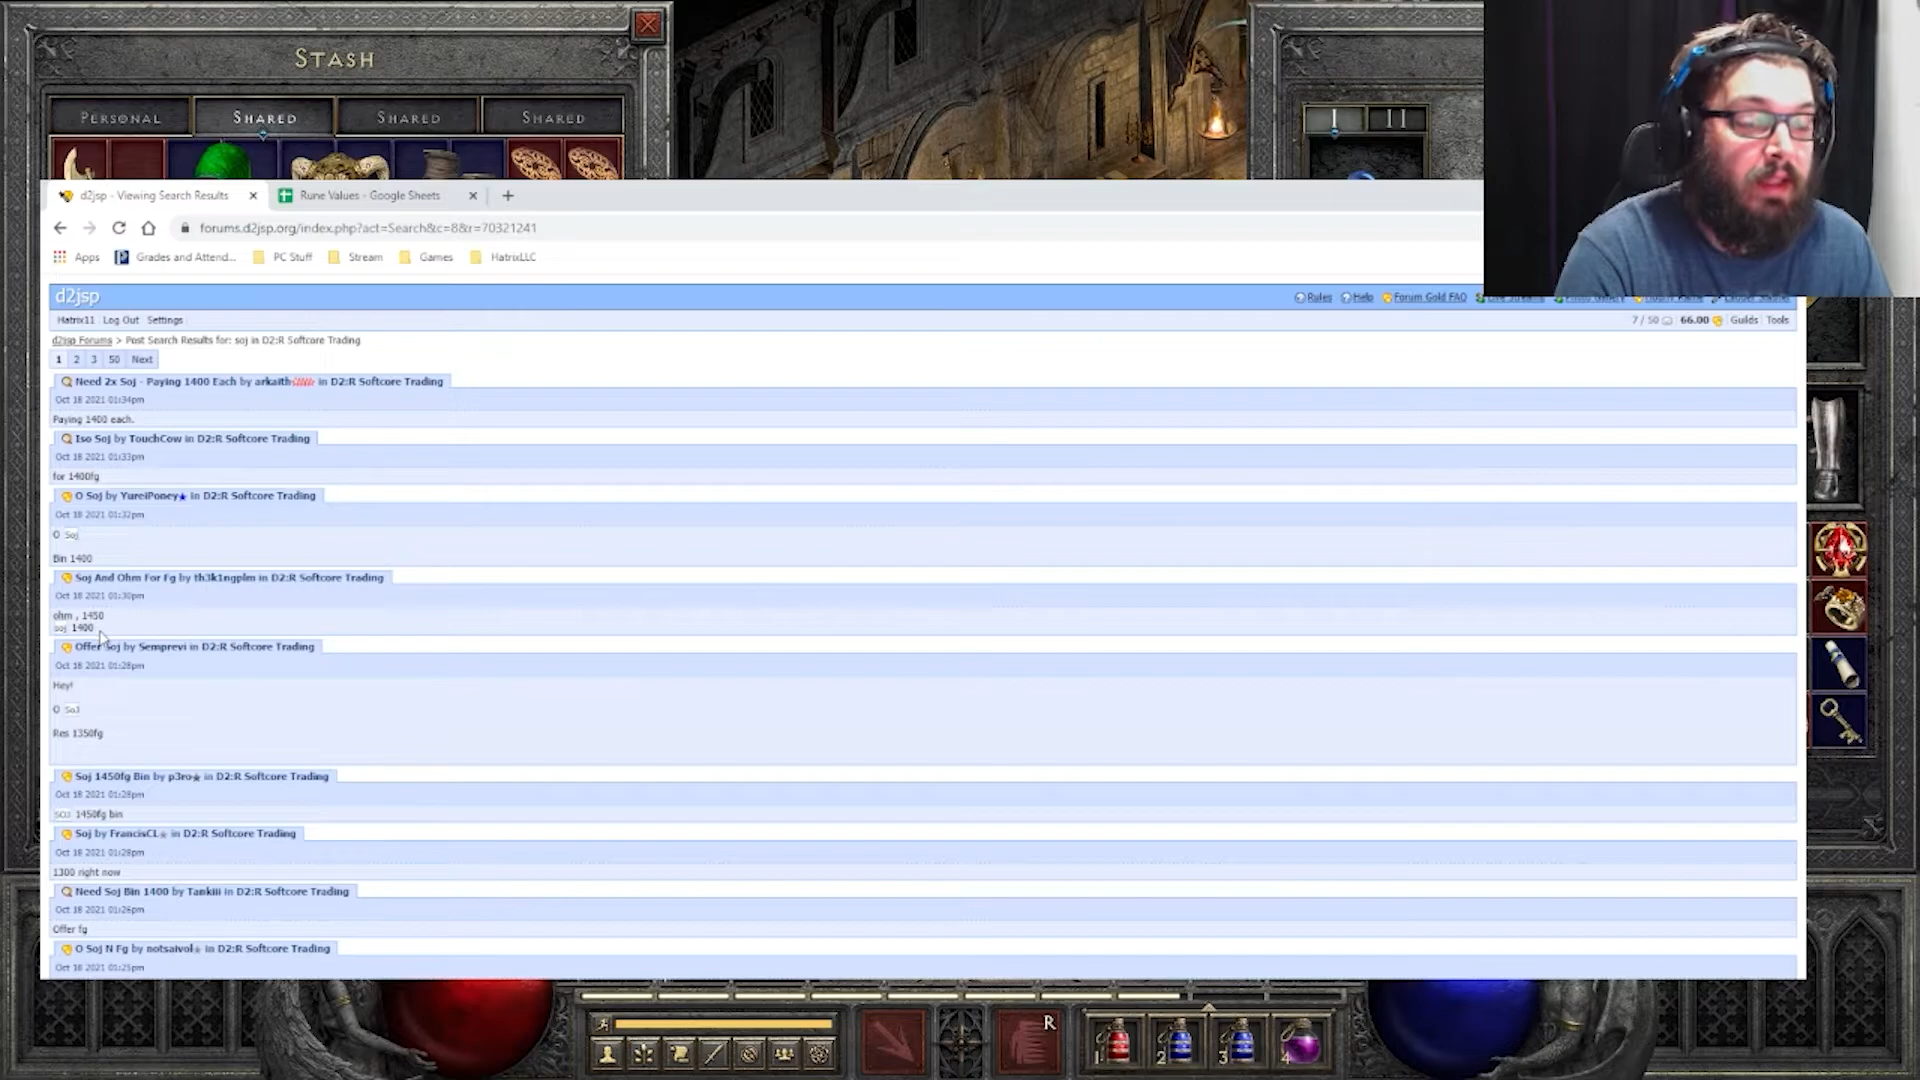 STASH
PERSONAL
SHARED
SHARED
SHARED
I
II
d2jsp - Viewing Search Results
Rune Values - Google Sheets
forums.d2jsp.org/index.php?act=Search&c=8&r=70321241
Apps
Grades and Attend...
PC Stuff
Stream
Games
HatrixLLC
d2jsp
Rules Help Forum Gold FAQ
Hatrix11 Log Out Settings
7 / 50 66.00 Guilds Tools
d2jsp Forums > Post Search Results for: soj in D2:R Softcore Trading
1 2 3 50 Next
Need 2x Soj - Paying 1400 Each by arkaith in D2:R Softcore Trading
Oct 18 2021 01:34pm
Paying 1400 each.
Iso Soj by TouchCow in D2:R Softcore Trading
Oct 18 2021 01:33pm
for 1400fg
O Soj by YureiPoney★ in D2:R Softcore Trading
Oct 18 2021 01:32pm
O Soj
Bin 1400
Soj And Ohm For Fg by th3k1ngplm in D2:R Softcore Trading
Oct 18 2021 01:30pm
ohm , 1450
soj 1400
Offer Soj by Semprevi in D2:R Softcore Trading
Oct 18 2021 01:28pm
Hey!
O SoJ
Res 1350fg
Soj 1450fg Bin by p3ro★ in D2:R Softcore Trading
Oct 18 2021 01:28pm
SOJ 1450fg bin
Soj by FrancisCL★ in D2:R Softcore Trading
Oct 18 2021 01:28pm
1300 right now
Need Soj Bin 1400 by Tankiii in D2:R Softcore Trading
Oct 18 2021 01:26pm
Offer fg
O Soj N Fg by notsaivol★ in D2:R Softcore Trading
Oct 18 2021 01:25pm
R
1 2 3 4